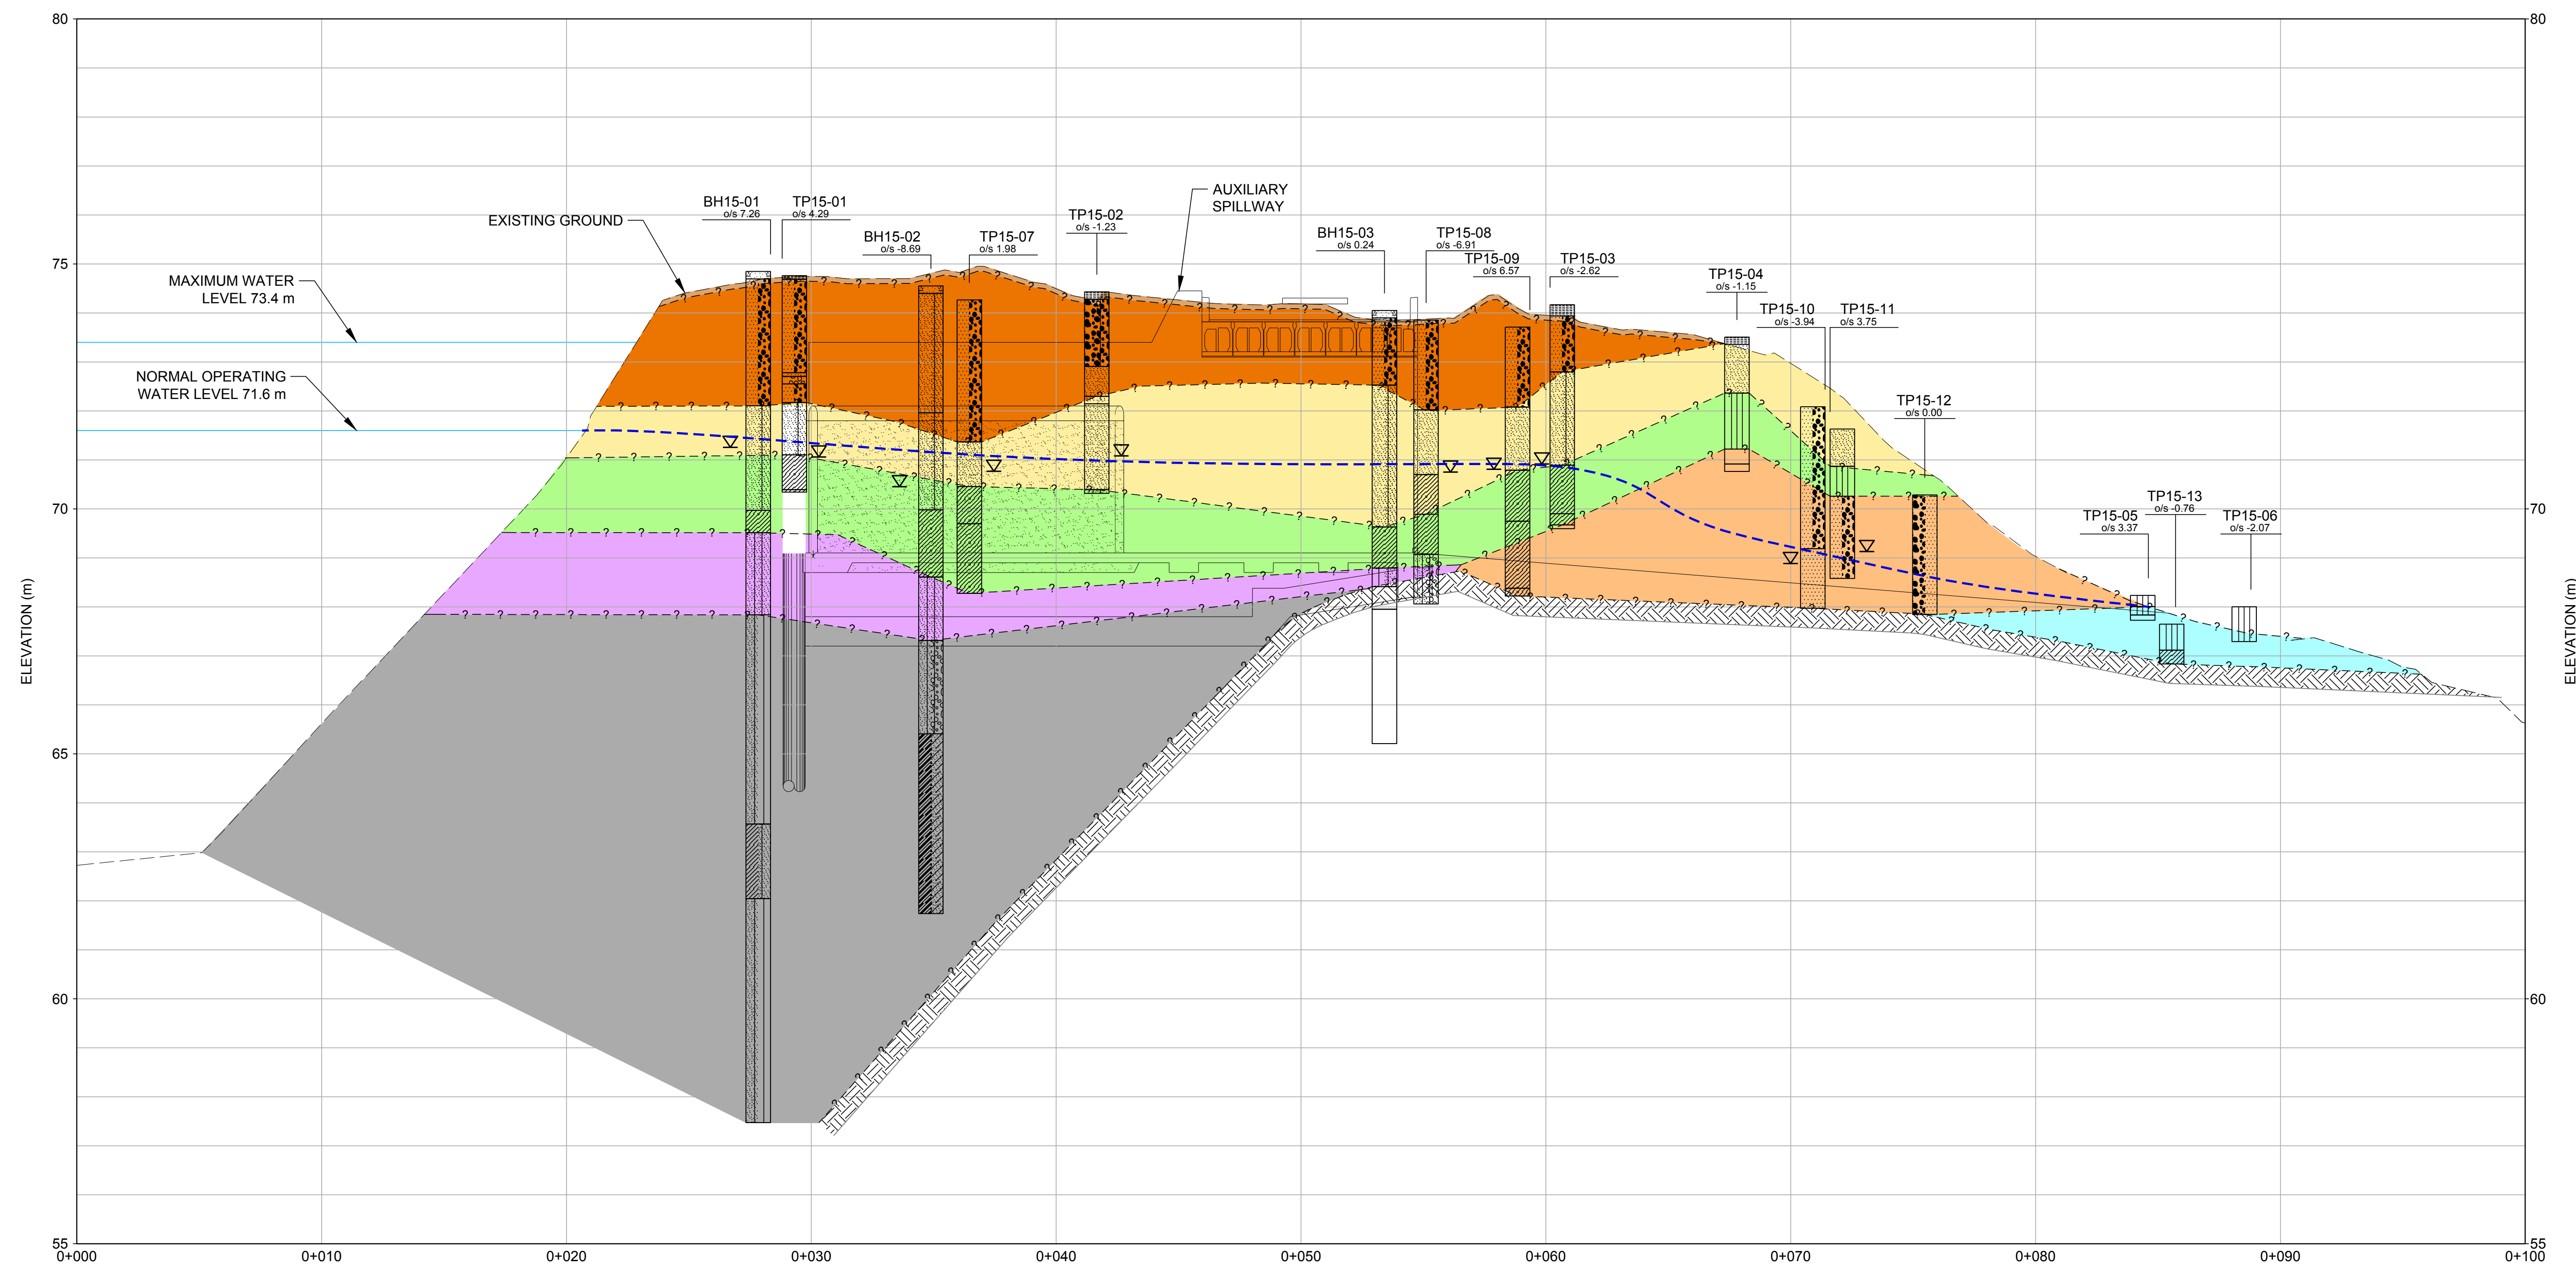 80
80
AUXILIARY
SPILLWAY
BH15-01
o/s 7.26
TP15-01
o/s 4.29
EXISTING GROUND
TP15-02
o/s -1.23
BH15-02
o/s -8.69
TP15-07
o/s 1.98
BH15-03
o/s 0.24
TP15-08
o/s -6.91
TP15-09
o/s 6.57
TP15-03
o/s -2.62
75
75
TP15-04
o/s -1.15
MAXIMUM WATER
LEVEL 73.4 m
TP15-10
o/s -3.94
TP15-11
o/s 3.75
NORMAL OPERATING
WATER LEVEL 71.6 m
TP15-12
o/s 0.00
70
70
TP15-13
o/s -0.76
TP15-05
o/s 3.37
TP15-06
o/s -2.07
ELEVATION (m)
ELEVATION (m)
65
65
60
60
55
55
0+000
0+010
0+020
0+030
0+040
0+050
0+060
0+070
0+080
0+090
0+100